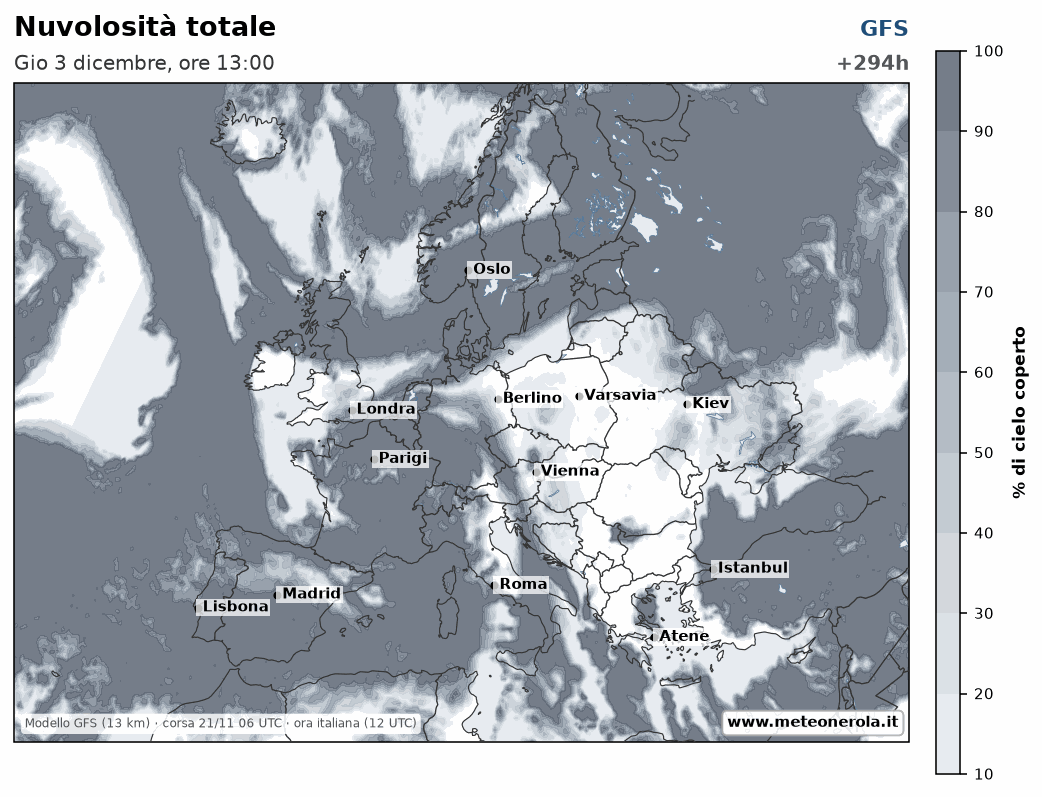 Nuvolosità totale
GFS
Gio 3 dicembre, ore 13:00
+294h
100
90
80
70
60
50
40
30
20
10
% di cielo coperto
Oslo
Berlino
Varsavia
Kiev
Londra
Parigi
Vienna
Istanbul
Roma
Madrid
Lisbona
Atene
Modello GFS (13 km) · corsa 21/11 06 UTC · ora italiana (12 UTC)
www.meteonerola.it